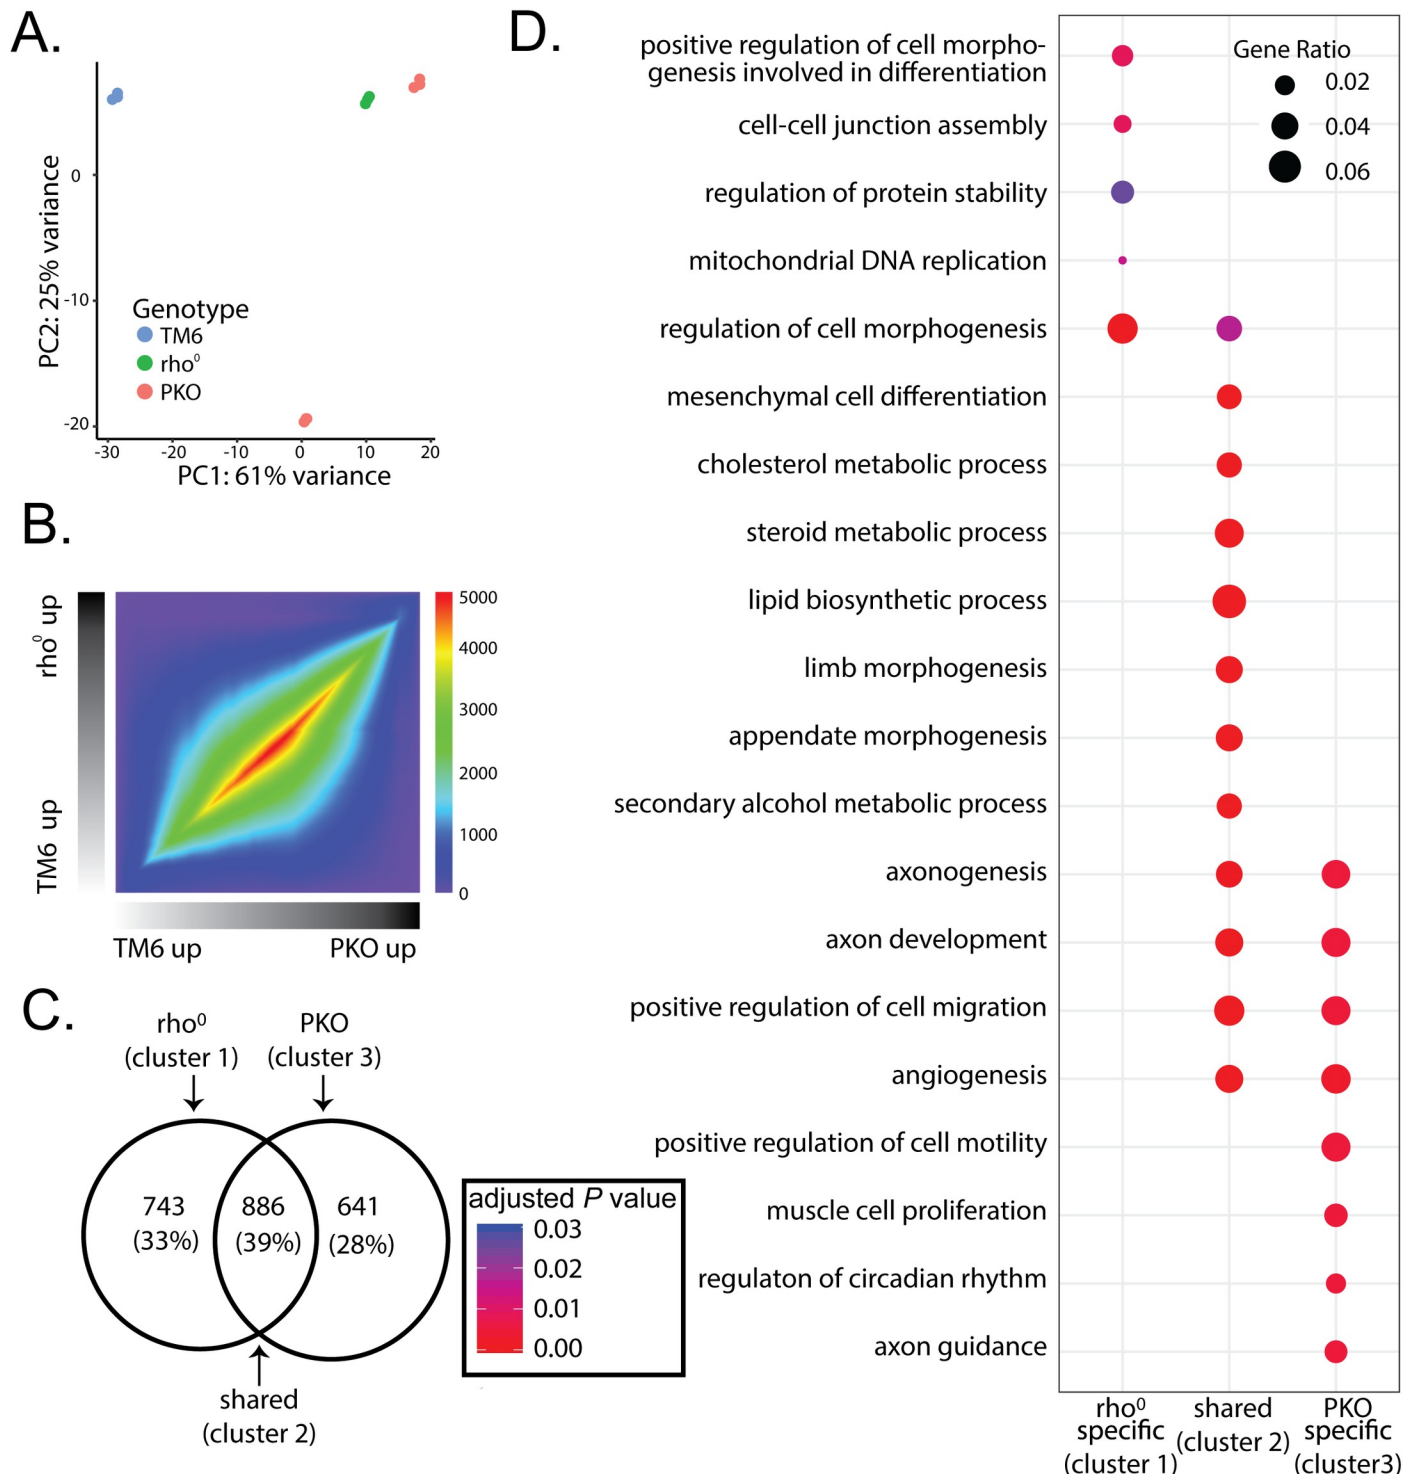 A.
PC2: 25% variance
0
-10
-20
Genotype
TM6
rho⁰
PKO
-30
-20
-10
0
10
20
PC1: 61% variance
B.
rho⁰ up
TM6 up
5000
4000
3000
2000
1000
0
TM6 up
PKO up
C.
rho⁰
(cluster 1)
PKO
(cluster 3)
743
(33%)
886
(39%)
641
(28%)
shared
(cluster 2)
adjusted P value
0.03
0.02
0.01
0.00
D.
positive regulation of cell morpho-
genesis involved in differentiation
cell-cell junction assembly
regulation of protein stability
mitochondrial DNA replication
regulation of cell morphogenesis
mesenchymal cell differentiation
cholesterol metabolic process
steroid metabolic process
lipid biosynthetic process
limb morphogenesis
appendate morphogenesis
secondary alcohol metabolic process
axonogenesis
axon development
positive regulation of cell migration
angiogenesis
positive regulation of cell motility
muscle cell proliferation
regulaton of circadian rhythm
axon guidance
Gene Ratio
0.02
0.04
0.06
rho⁰
specific
(cluster 1)
shared
(cluster 2)
PKO
specific
(cluster3)